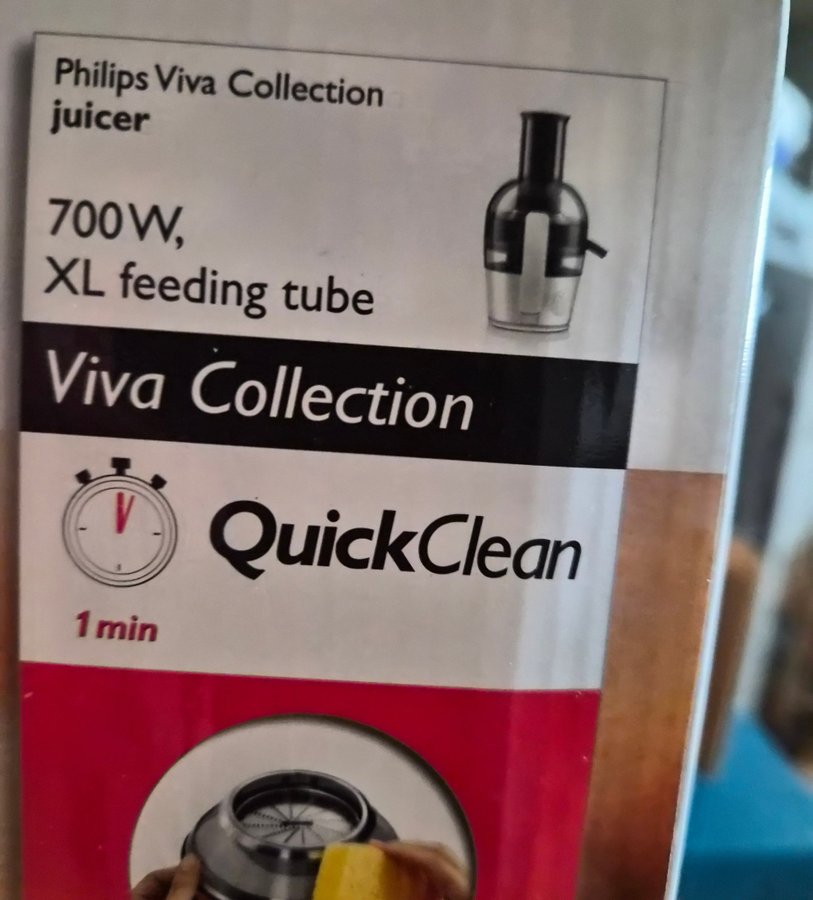 Philips Viva Collection
juicer
700W,
XL feeding tube
Viva Collection
QuickClean
1 min